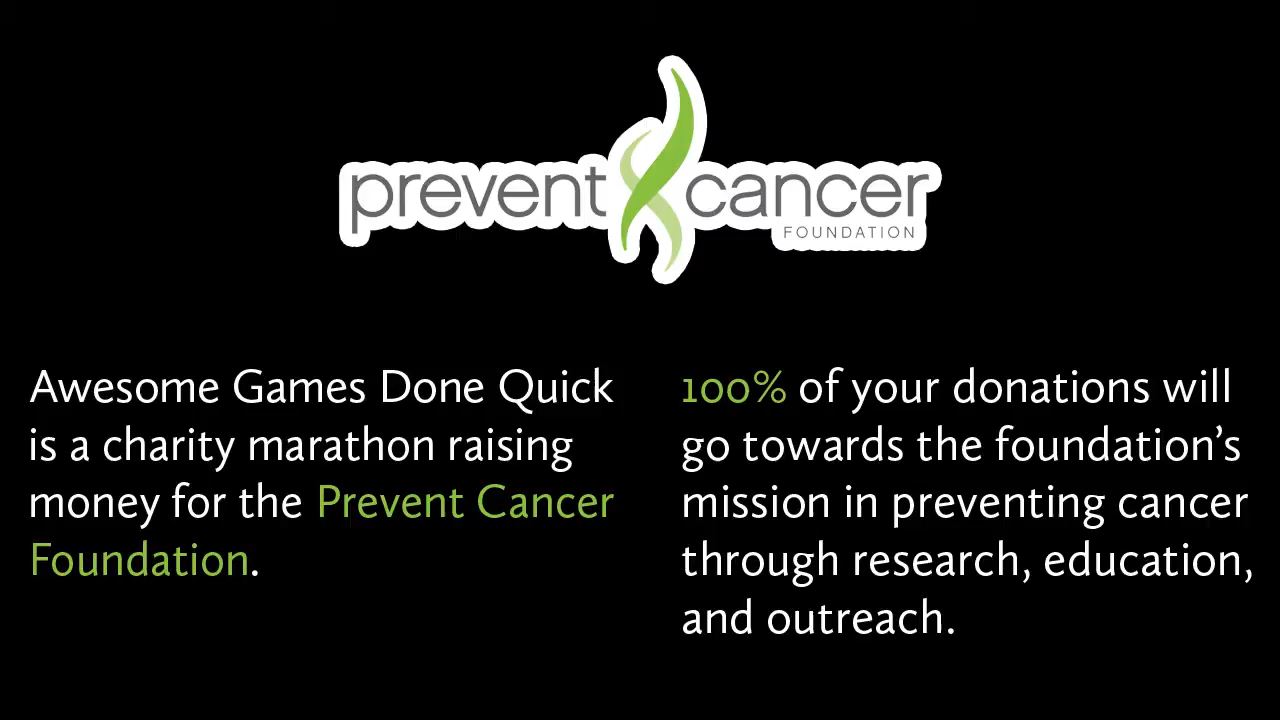 prevent cancer
FOUNDATION
Awesome Games Done Quick
is a charity marathon raising
money for the Prevent Cancer
Foundation.
100% of your donations will
go towards the foundation’s
mission in preventing cancer
through research, education,
and outreach.